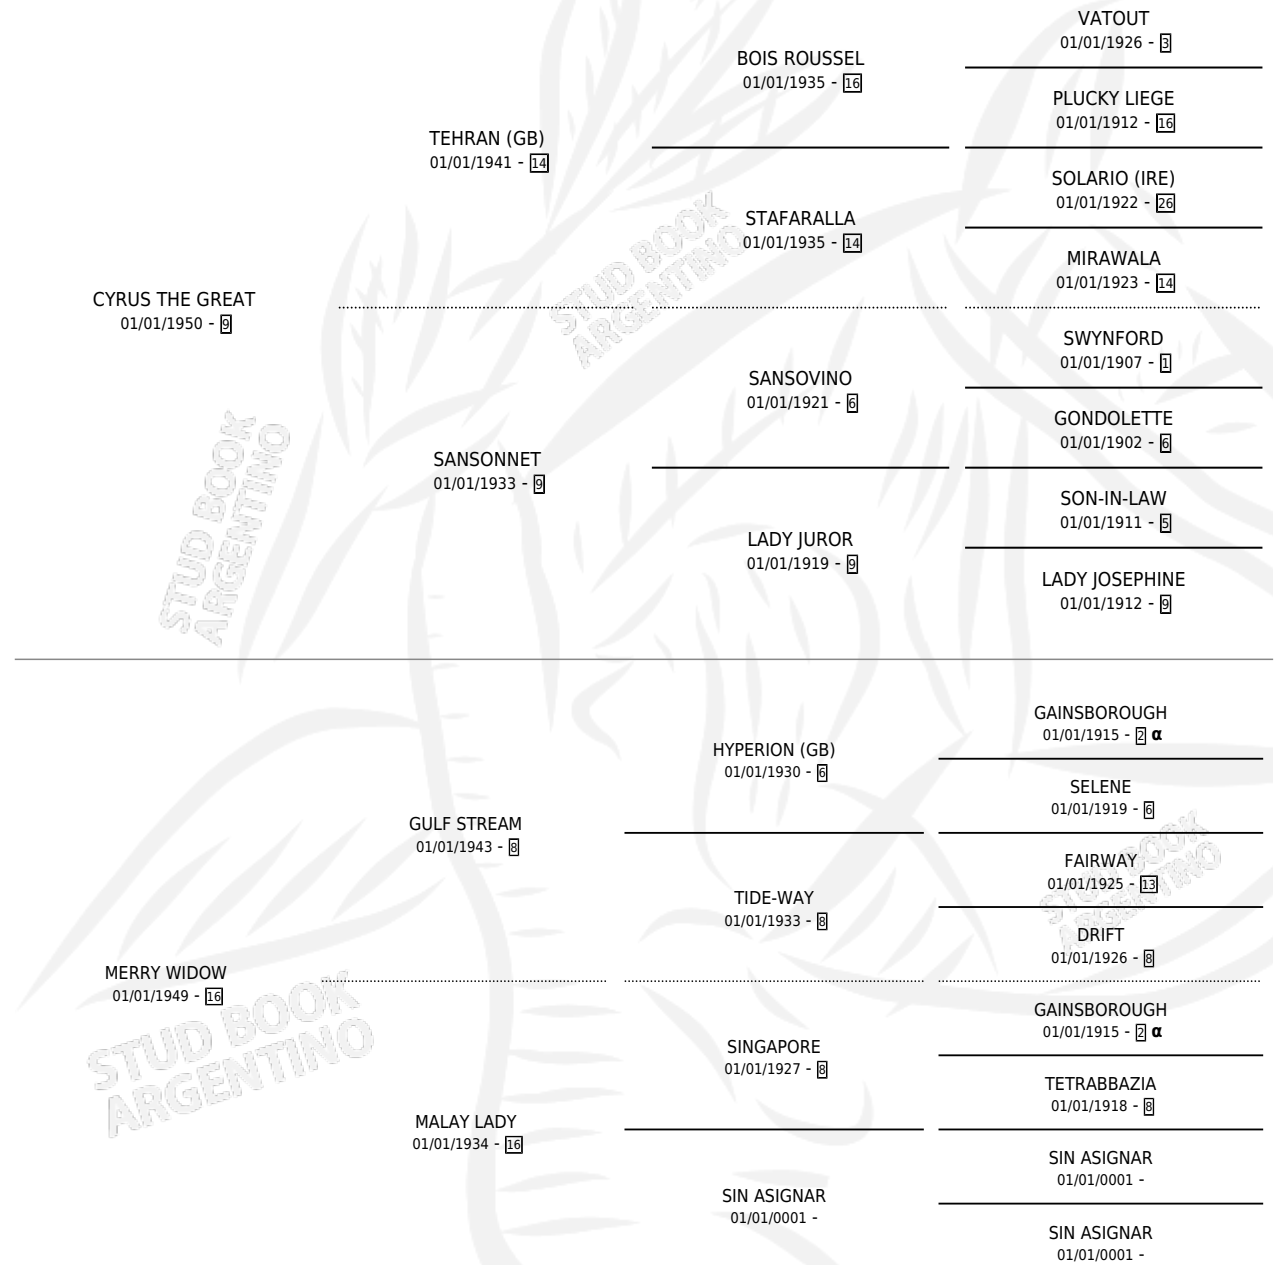 VATOUT
01/01/1926 - 3
BOIS ROUSSEL
01/01/1935 - 16
PLUCKY LIEGE
01/01/1912 - 16
TEHRAN (GB)
01/01/1941 - 14
SOLARIO (IRE)
01/01/1922 - 26
STAFARALLA
01/01/1935 - 14
MIRAWALA
01/01/1923 - 14
CYRUS THE GREAT
01/01/1950 - 9
STUD BOOK
ARGENTINO
SWYNFORD
01/01/1907 - 1
SANSOVINO
01/01/1921 - 6
GONDOLETTE
01/01/1902 - 6
SANSONNET
01/01/1933 - 9
SON-IN-LAW
01/01/1911 - 5
LADY JUROR
01/01/1919 - 9
LADY JOSEPHINE
01/01/1912 - 9
STUD BOOK
ARGENTINO
GAINSBOROUGH
01/01/1915 - 2 α
HYPERION (GB)
01/01/1930 - 6
SELENE
01/01/1919 - 6
GULF STREAM
01/01/1943 - 8
FAIRWAY
01/01/1925 - 13
TIDE-WAY
01/01/1933 - 8
DRIFT
01/01/1926 - 8
STUD BOOK
ARGENTINO
MERRY WIDOW
01/01/1949 - 16
GAINSBOROUGH
01/01/1915 - 2 α
SINGAPORE
01/01/1927 - 8
TETRABBAZIA
01/01/1918 - 8
STUD BOOK
ARGENTINO
MALAY LADY
01/01/1934 - 16
SIN ASIGNAR
01/01/0001 -
SIN ASIGNAR
01/01/0001 -
SIN ASIGNAR
01/01/0001 -